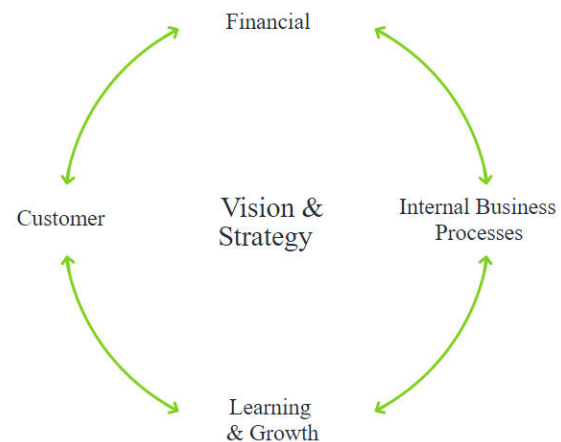 Financial
Customer
Vision &
Strategy
Internal Business
Processes
Learning
& Growth